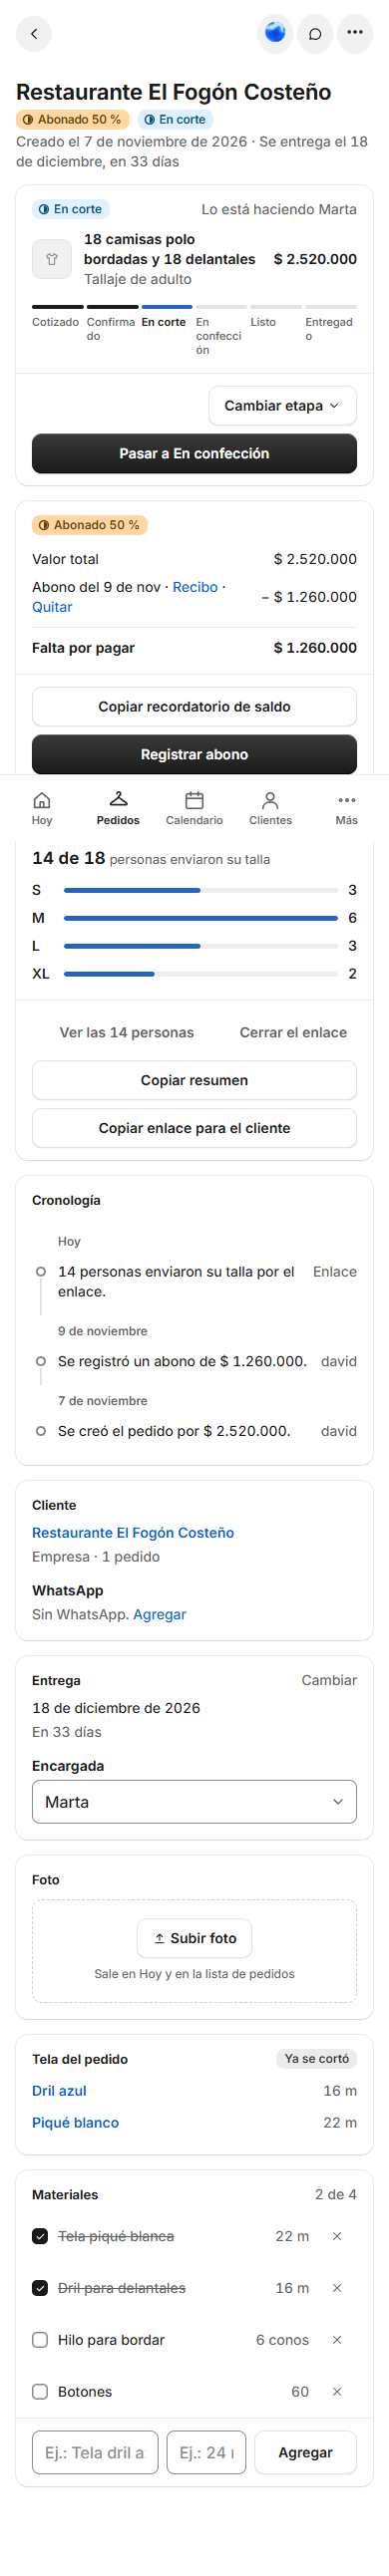 Restaurante El Fogón Costeño
Abonado 50 % En corte
Creado el 7 de noviembre de 2026 · Se entrega el 18
de diciembre, en 33 días
En corte Lo está haciendo Marta
18 camisas polo
bordadas y 18 delantales $ 2.520.000
Tallaje de adulto
Cotizado Confirma En corte En Listo Entregad
do confecci o
ón
Cambiar etapa
Pasar a En confección
Abonado 50 %
Valor total $ 2.520.000
Abono del 9 de nov · Recibo · − $ 1.260.000
Quitar
Falta por pagar $ 1.260.000
Copiar recordatorio de saldo
Registrar abono
Hoy Pedidos Calendario Clientes Más
14 de 18 personas enviaron su talla
S 3
M 6
L 3
XL 2
Ver las 14 personas Cerrar el enlace
Copiar resumen
Copiar enlace para el cliente
Cronología
Hoy
14 personas enviaron su talla por el Enlace
enlace.
9 de noviembre
Se registró un abono de $ 1.260.000. david
7 de noviembre
Se creó el pedido por $ 2.520.000. david
Cliente
Restaurante El Fogón Costeño
Empresa · 1 pedido
WhatsApp
Sin WhatsApp. Agregar
Entrega Cambiar
18 de diciembre de 2026
En 33 días
Encargada
Marta
Foto
Subir foto
Sale en Hoy y en la lista de pedidos
Tela del pedido Ya se cortó
Dril azul 16 m
Piqué blanco 22 m
Materiales 2 de 4
Tela piqué blanca 22 m
Dril para delantales 16 m
Hilo para bordar 6 conos
Botones 60
Ej.: Tela dril a Ej.: 24 Agregar